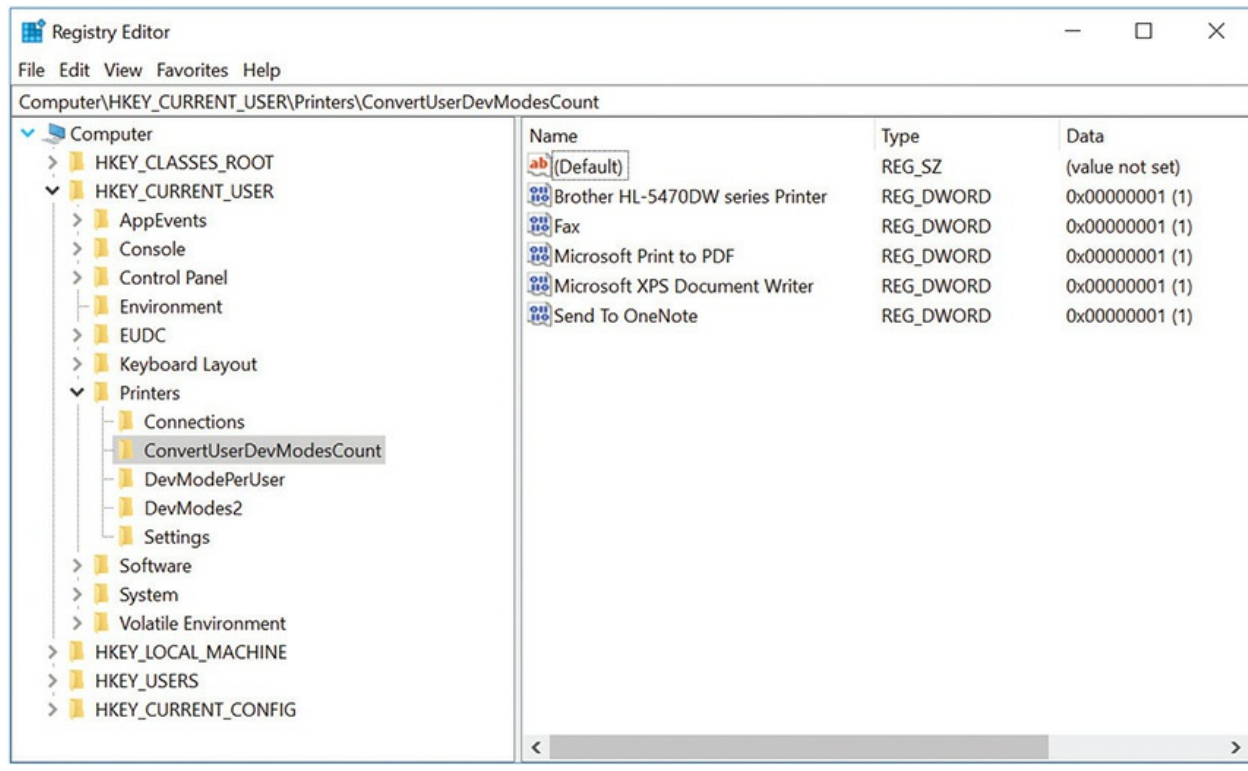 Registry Editor
File Edit View Favorites Help
Computer\HKEY_CURRENT_USER\Printers\ConvertUserDevModesCount
Computer
HKEY_CLASSES_ROOT
HKEY_CURRENT_USER
AppEvents
Console
Control Panel
Environment
EUDC
Keyboard Layout
Printers
Connections
ConvertUserDevModesCount
DevModePerUser
DevModes2
Settings
Software
System
Volatile Environment
HKEY_LOCAL_MACHINE
HKEY_USERS
HKEY_CURRENT_CONFIG
Name Type Data
(Default) REG_SZ (value not set)
Brother HL-5470DW series Printer REG_DWORD 0x00000001 (1)
Fax REG_DWORD 0x00000001 (1)
Microsoft Print to PDF REG_DWORD 0x00000001 (1)
Microsoft XPS Document Writer REG_DWORD 0x00000001 (1)
Send To OneNote REG_DWORD 0x00000001 (1)